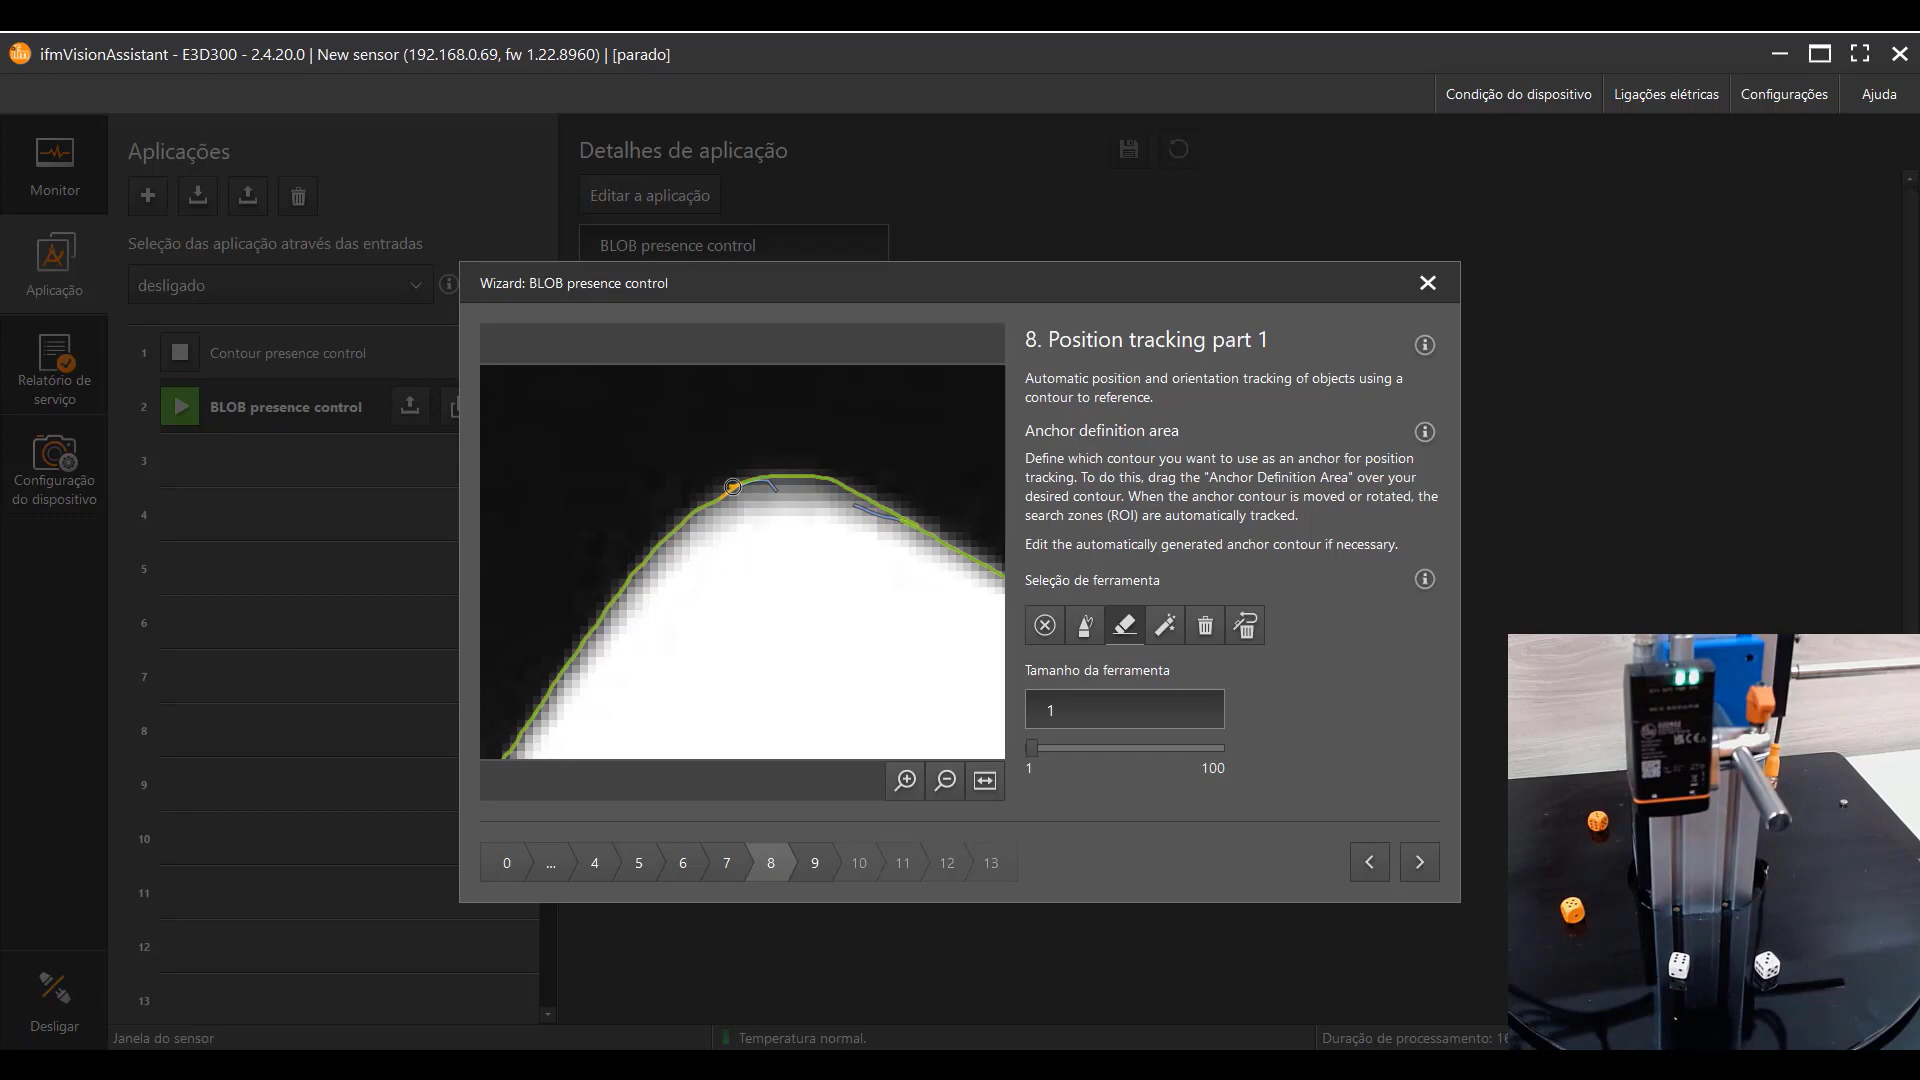 ifmVisionAssistant - E3D300 - 2.4.20.0 | New sensor (192.168.0.69, fw 1.22.8960) | [parado]
Condição do dispositivo
Ligações elétricas
Configurações
Ajuda
Monitor
Aplicação
Relatório de
serviço
Configuração
do dispositivo
Desligar
Aplicações
Seleção das aplicação através das entradas
desligado
1
Contour presence control
2
BLOB presence control
3
4
5
6
7
8
9
10
11
12
13
Detalhes de aplicação
Editar a aplicação
BLOB presence control
Wizard: BLOB presence control
8. Position tracking part 1
Automatic position and orientation tracking of objects using a
contour to reference.
Anchor definition area
Define which contour you want to use as an anchor for position
tracking. To do this, drag the "Anchor Definition Area" over your
desired contour. When the anchor contour is moved or rotated, the
search zones (ROI) are automatically tracked.
Edit the automatically generated anchor contour if necessary.
Seleção de ferramenta
Tamanho da ferramenta
1
1
100
0 ... 4 5 6 7 8 9 10 11 12 13
Janela do sensor
Temperatura normal.
Duração de processamento: